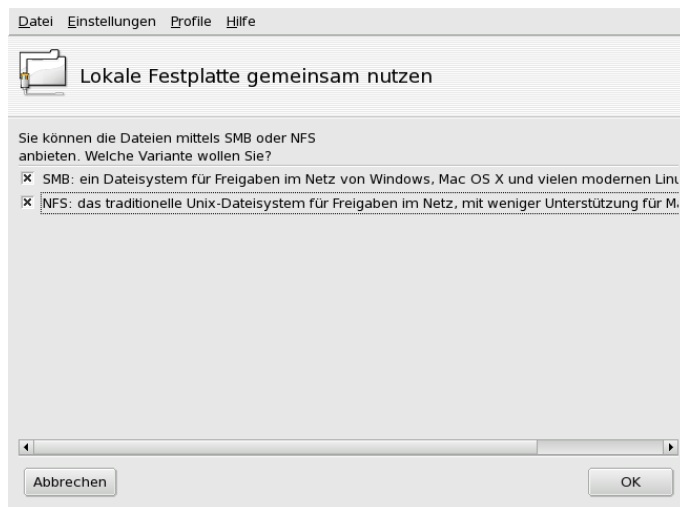 Datei Einstellungen Profile Hilfe
Lokale Festplatte gemeinsam nutzen
Sie können die Dateien mittels SMB oder NFS
anbieten. Welche Variante wollen Sie?
SMB: ein Dateisystem für Freigaben im Netz von Windows, Mac OS X und vielen modernen
NFS: das traditionelle Unix-Dateisystem für Freigaben im Netz, mit weniger Unterstützung für
Abbrechen OK